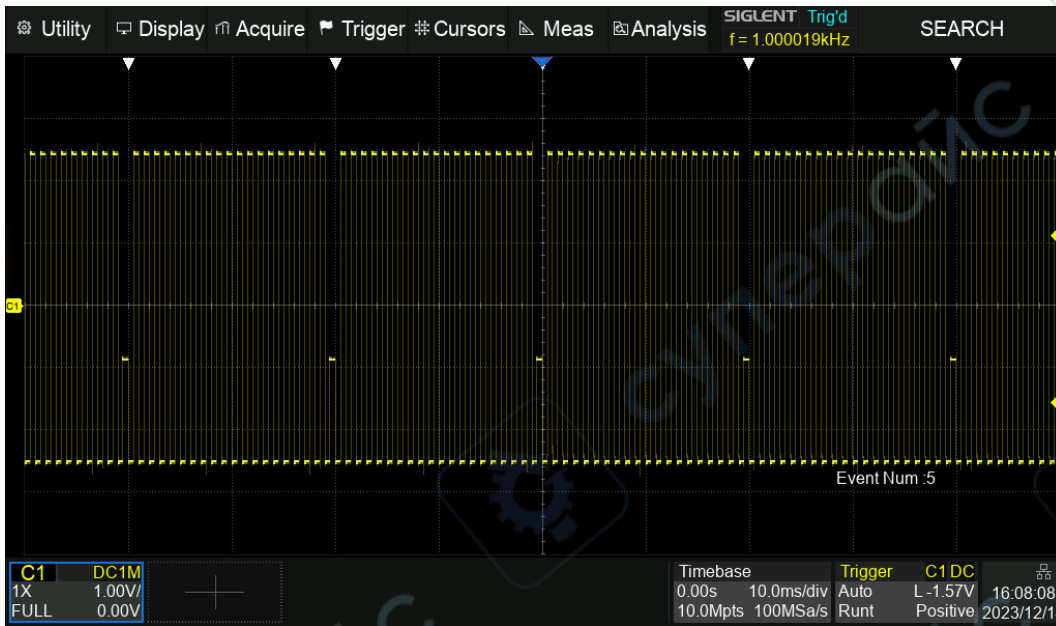 Utility Display Acquire Trigger Cursors Meas Analysis SIGLENT Trig'd SEARCH
f = 1.000019kHz
C1
Event Num :5
C1 DC1M
1X 1.00V/
FULL 0.00V
Timebase
0.00s 10.0ms/div
10.0Mpts 100MSa/s
Trigger C1 DC
Auto L -1.57V
Runt Positive
16:08:08
2023/12/1
суперайс